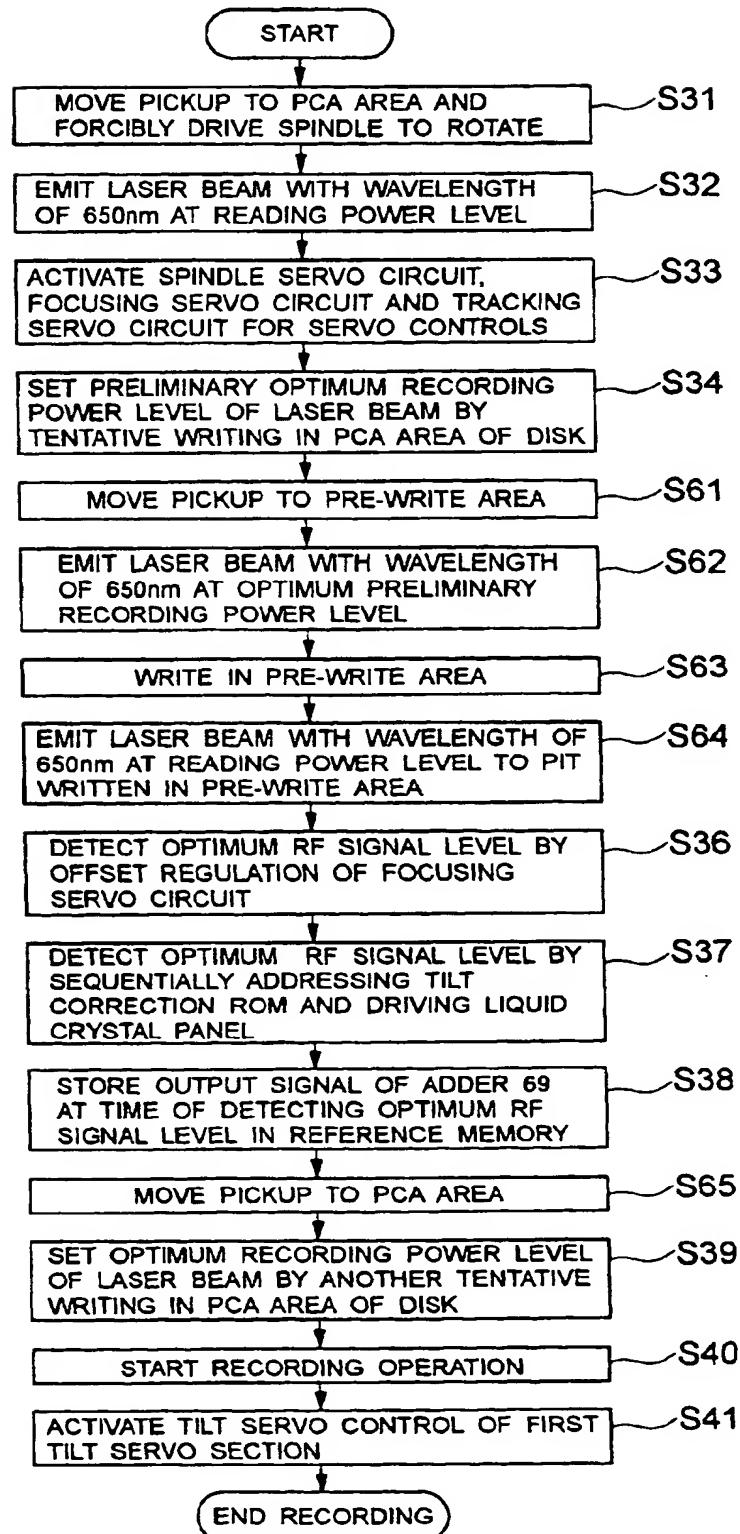 START
MOVE PICKUP TO PCA AREA AND
FORCIBLY DRIVE SPINDLE TO ROTATE
S31
EMIT LASER BEAM WITH WAVELENGTH
OF 650nm AT READING POWER LEVEL
S32
ACTIVATE SPINDLE SERVO CIRCUIT,
FOCUSING SERVO CIRCUIT AND TRACKING
SERVO CIRCUIT FOR SERVO CONTROLS
S33
SET PRELIMINARY OPTIMUM RECORDING
POWER LEVEL OF LASER BEAM BY
TENTATIVE WRITING IN PCA AREA OF DISK
S34
MOVE PICKUP TO PRE-WRITE AREA
S61
EMIT LASER BEAM WITH WAVELENGTH
OF 650nm AT OPTIMUM PRELIMINARY
RECORDING POWER LEVEL
S62
WRITE IN PRE-WRITE AREA
S63
EMIT LASER BEAM WITH WAVELENGTH OF
650nm AT READING POWER LEVEL TO PIT
WRITTEN IN PRE-WRITE AREA
S64
DETECT OPTIMUM RF SIGNAL LEVEL BY
OFFSET REGULATION OF FOCUSING
SERVO CIRCUIT
S36
DETECT OPTIMUM RF SIGNAL LEVEL BY
SEQUENTIALLY ADDRESSING TILT
CORRECTION ROM AND DRIVING LIQUID
CRYSTAL PANEL
S37
STORE OUTPUT SIGNAL OF ADDER 69
AT TIME OF DETECTING OPTIMUM RF
SIGNAL LEVEL IN REFERENCE MEMORY
S38
MOVE PICKUP TO PCA AREA
S65
SET OPTIMUM RECORDING POWER LEVEL
OF LASER BEAM BY ANOTHER TENTATIVE
WRITING IN PCA AREA OF DISK
S39
START RECORDING OPERATION
S40
ACTIVATE TILT SERVO CONTROL OF FIRST
TILT SERVO SECTION
S41
END RECORDING